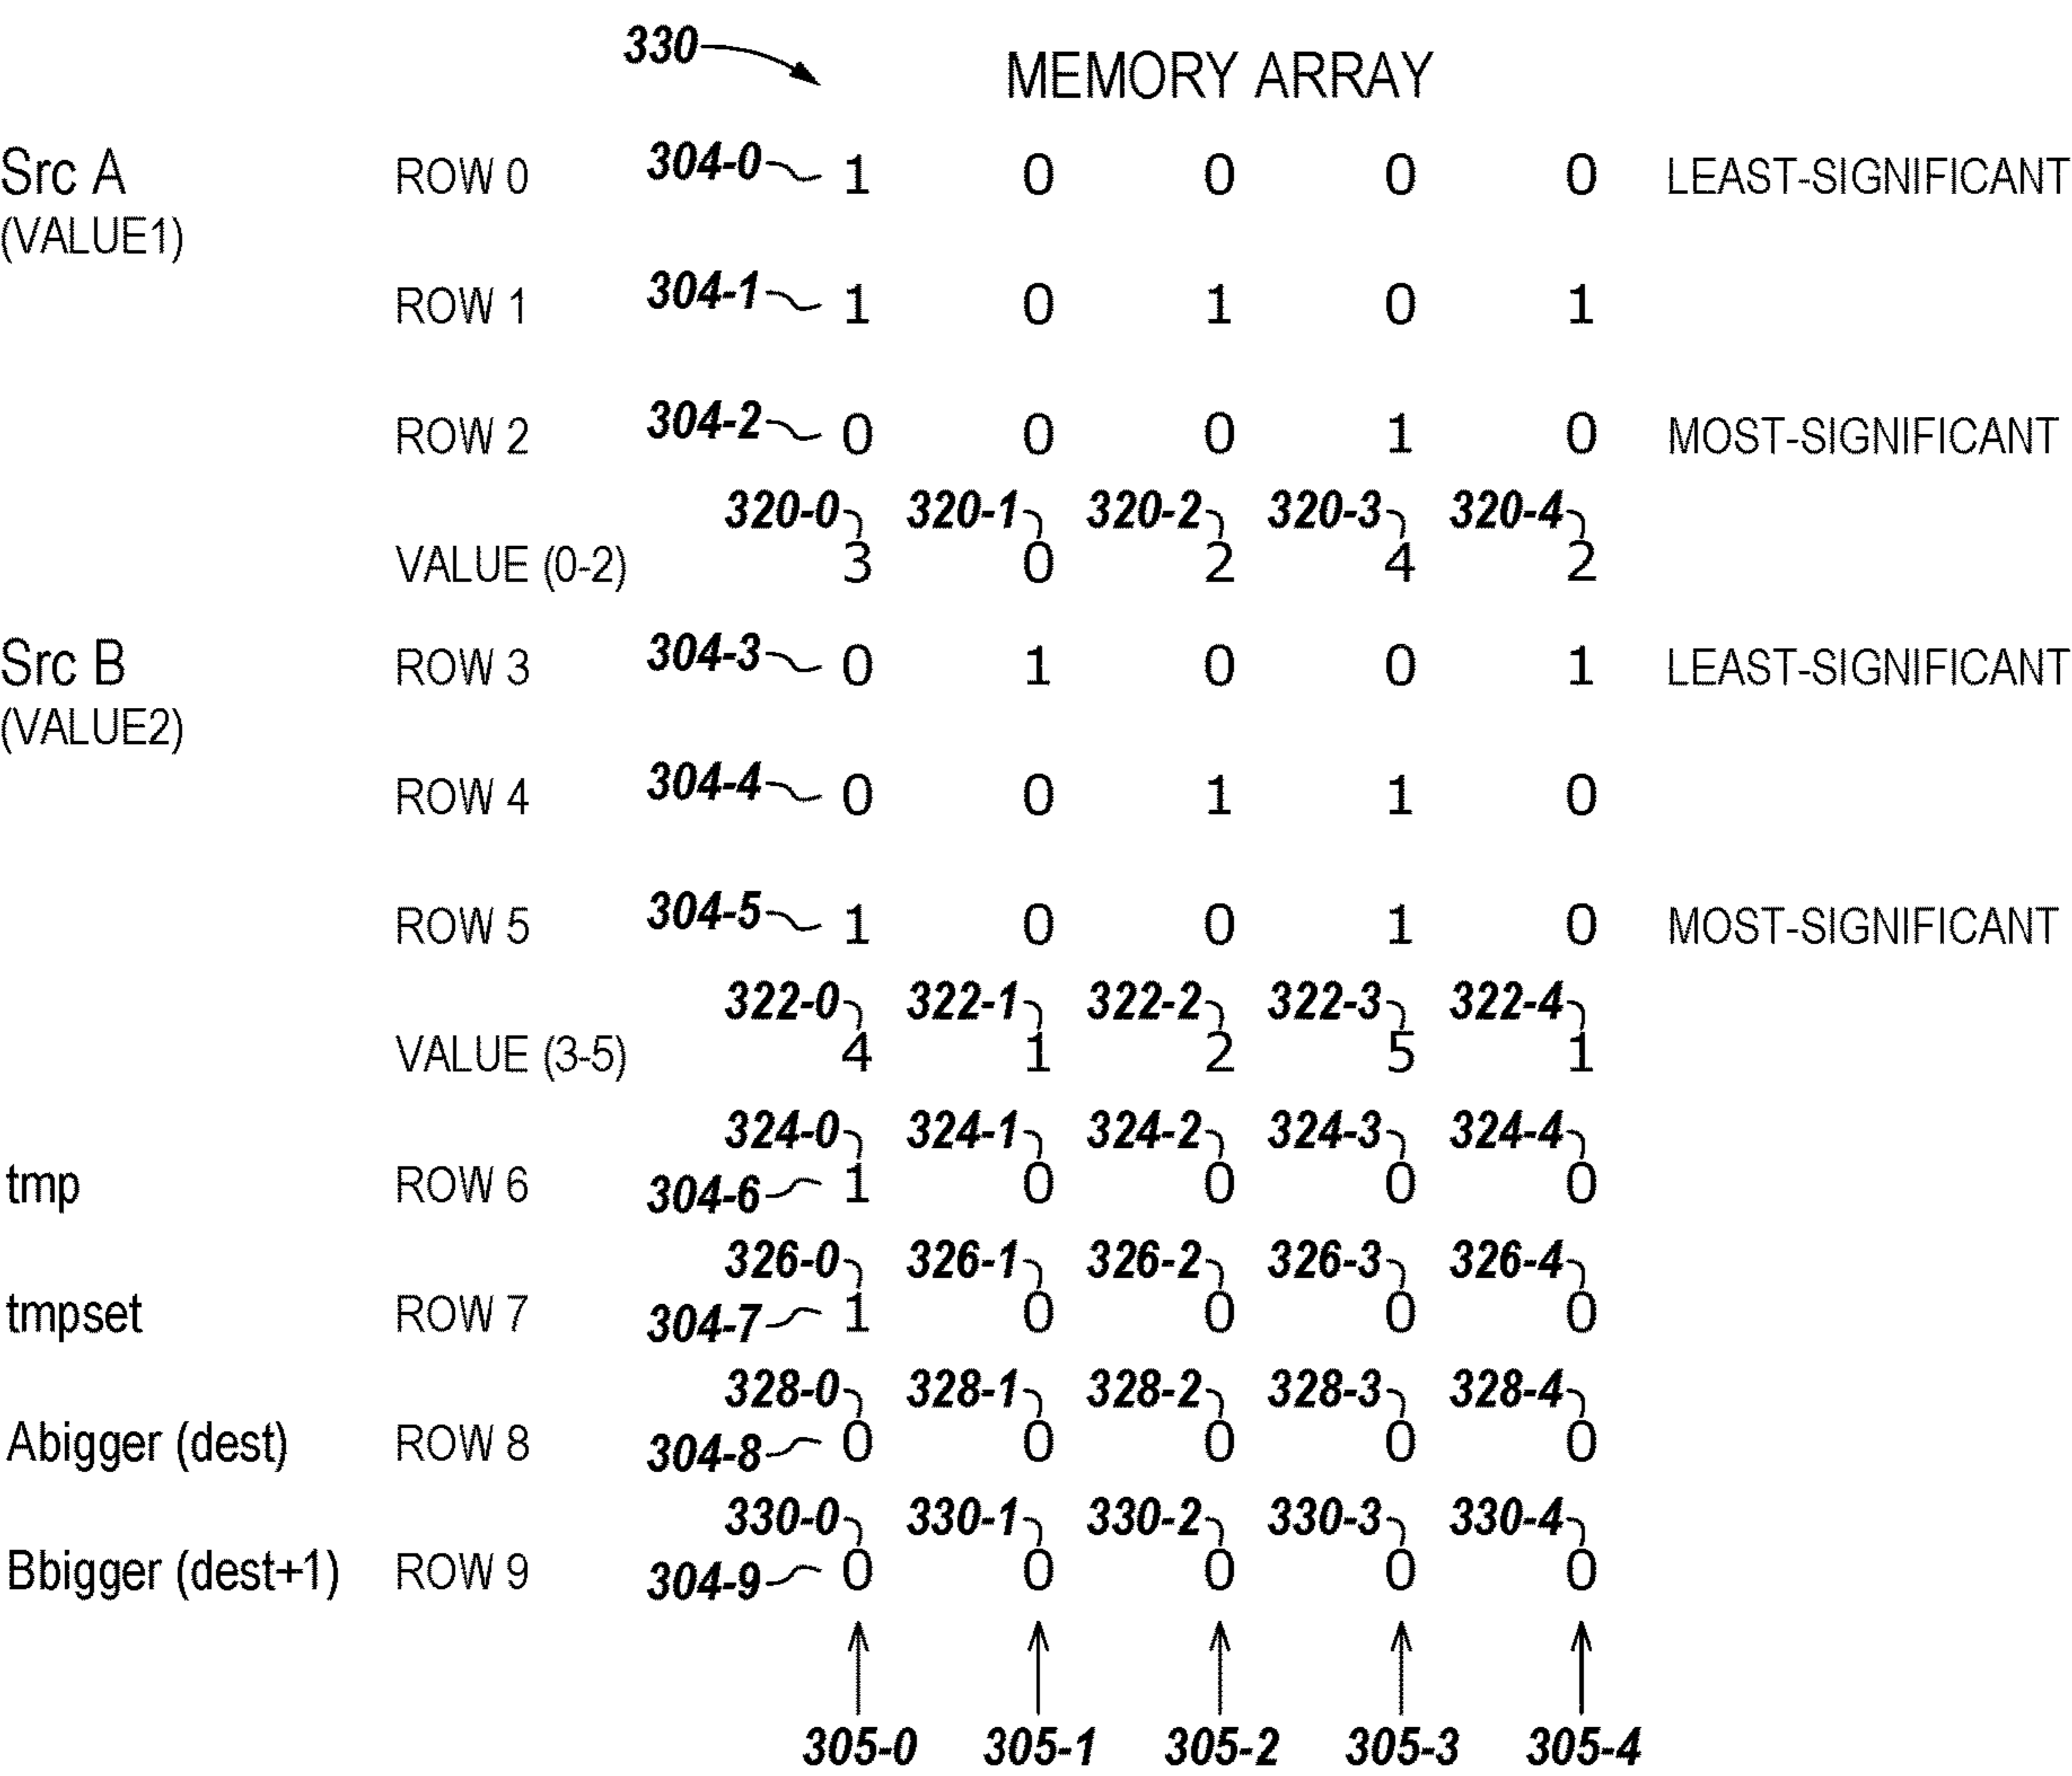 330 MEMORY ARRAY
Src A ROW 0 304-0 1 0 0 0 0 LEAST-SIGNIFICANT
(VALUE1)
ROW 1 304-1 1 0 1 0 1
ROW 2 304-2 0 0 0 1 0 MOST-SIGNIFICANT
320-0 320-1 320-2 320-3 320-4
VALUE (0-2) 3 0 2 4 2
Src B ROW 3 304-3 0 1 0 0 1 LEAST-SIGNIFICANT
(VALUE2)
ROW 4 304-4 0 0 1 1 0
ROW 5 304-5 1 0 0 1 0 MOST-SIGNIFICANT
322-0 322-1 322-2 322-3 322-4
VALUE (3-5) 4 1 2 5 1
324-0 324-1 324-2 324-3 324-4
tmp ROW 6 304-6 1 0 0 0 0
326-0 326-1 326-2 326-3 326-4
tmpset ROW 7 304-7 1 0 0 0 0
328-0 328-1 328-2 328-3 328-4
Abigger (dest) ROW 8 304-8 0 0 0 0 0
330-0 330-1 330-2 330-3 330-4
Bbigger (dest+1) ROW 9 304-9 0 0 0 0 0
305-0 305-1 305-2 305-3 305-4